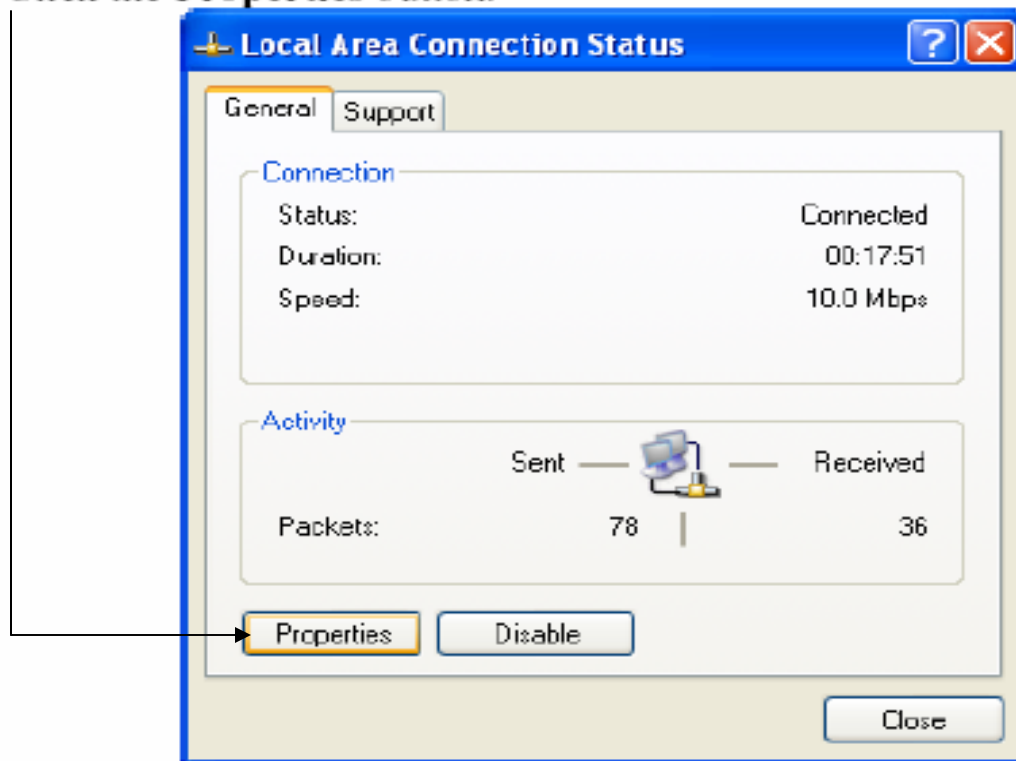 Local Area Connection Status
General Support
Connection
Status: Connected
Duration: 00:17:51
Speed: 10.0 Mbps
Activity
Sent Received
Packets: 78 36
Properties Disable
Close